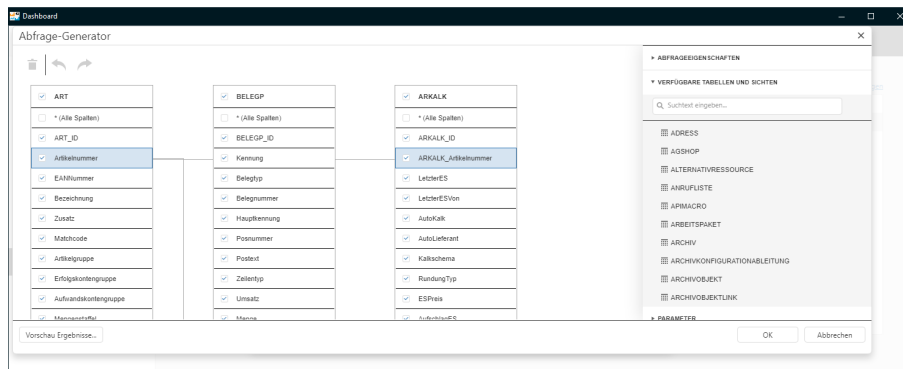 Dashboard
Abfrage-Generator
ABFRAGEEIGENSCHAFTEN
VERFÜGBARE TABELLEN UND SICHTEN
Suchtext eingeben...
ADRESS
AGSHOP
ALTERNATIVRESSOURCE
ANRUFLISTE
APIMACRO
ARBEITSPAKET
ARCHIV
ARCHIVKONFIGURATIONABLEITUNG
ARCHIVOBJEKT
ARCHIVOBJEKTLINK
PARAMETER
ART
* (Alle Spalten)
ART_ID
Artikelnummer
EANNummer
Bezeichnung
Zusatz
Matchcode
Artikelgruppe
Erfolgskontengruppe
Aufwandskontengruppe
Mengenstaffel
BELEGP
* (Alle Spalten)
BELEGP_ID
Kennung
Belegtyp
Belegnummer
Hauptkennung
Posnummer
Postext
Zeilentyp
Umsatz
Menge
ARKALK
* (Alle Spalten)
ARKALK_ID
ARKALK_Artikelnummer
LetzterES
LetzterESVon
AutoKalk
AutoLieferant
Kalkschema
RundungTyp
ESPreis
Vorschau Ergebnisse...
OK
Abbrechen